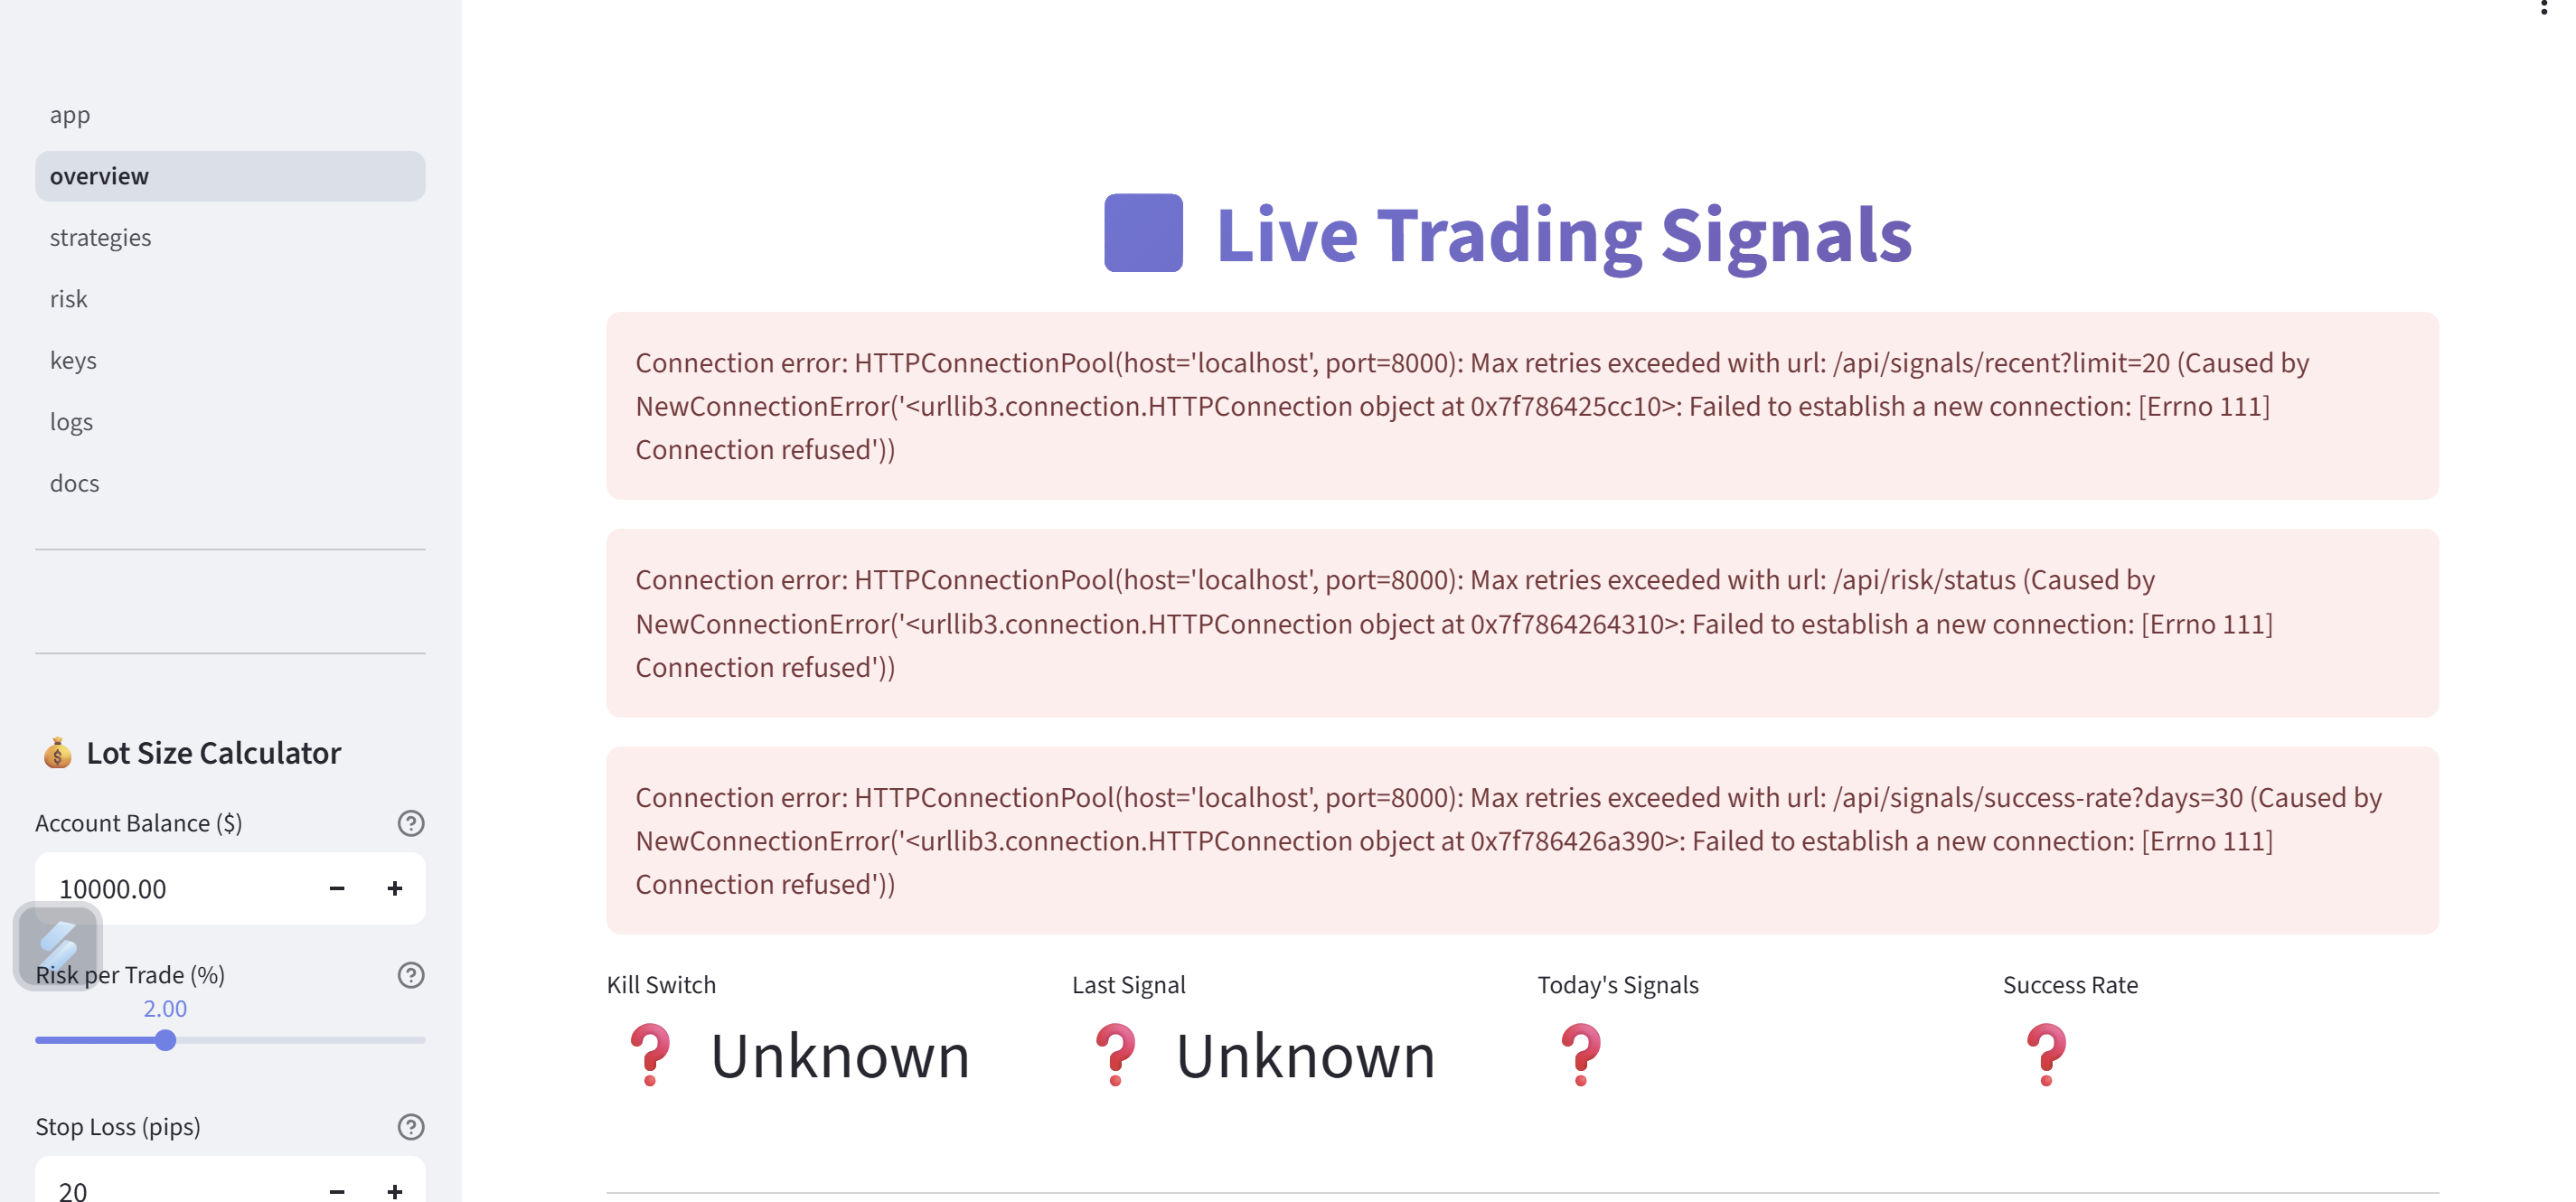 app
overview
strategies
risk
keys
logs
docs
Lot Size Calculator
Account Balance ($)
10000.00
Risk per Trade (%)
2.00
Stop Loss (pips)
20
Live Trading Signals
Connection error: HTTPConnectionPool(host='localhost', port=8000): Max retries exceeded with url: /api/signals/recent?limit=20 (Caused by
NewConnectionError('<urllib3.connection.HTTPConnection object at 0x7f786425cc10>: Failed to establish a new connection: [Errno 111]
Connection refused'))
Connection error: HTTPConnectionPool(host='localhost', port=8000): Max retries exceeded with url: /api/risk/status (Caused by
NewConnectionError('<urllib3.connection.HTTPConnection object at 0x7f7864264310>: Failed to establish a new connection: [Errno 111]
Connection refused'))
Connection error: HTTPConnectionPool(host='localhost', port=8000): Max retries exceeded with url: /api/signals/success-rate?days=30 (Caused by
NewConnectionError('<urllib3.connection.HTTPConnection object at 0x7f786426a390>: Failed to establish a new connection: [Errno 111]
Connection refused'))
Kill Switch
❓ Unknown
Last Signal
❓ Unknown
Today's Signals
❓
Success Rate
❓